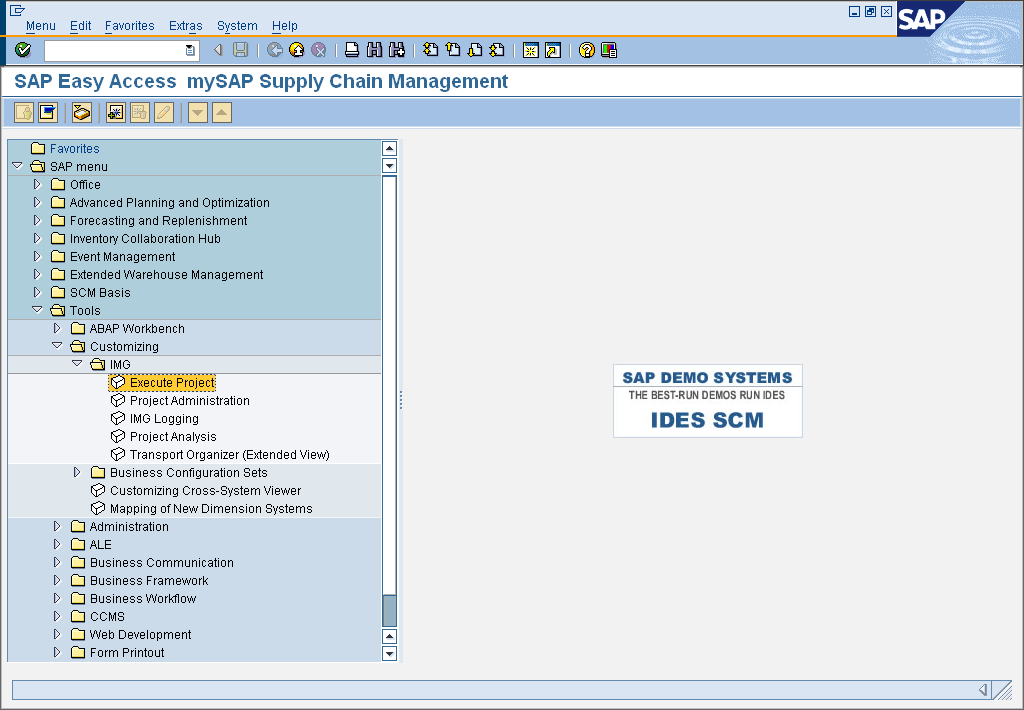 Menu Edit Favorites Extras System Help
SAP
SAP Easy Access mySAP Supply Chain Management
Favorites
SAP menu
Office
Advanced Planning and Optimization
Forecasting and Replenishment
Inventory Collaboration Hub
Event Management
Extended Warehouse Management
SCM Basis
Tools
ABAP Workbench
Customizing
IMG
Execute Project
Project Administration
IMG Logging
Project Analysis
Transport Organizer (Extended View)
Business Configuration Sets
Customizing Cross-System Viewer
Mapping of New Dimension Systems
Administration
ALE
Business Communication
Business Framework
Business Workflow
CCMS
Web Development
Form Printout
SAP DEMO SYSTEMS
THE BEST-RUN DEMOS RUN IDES
IDES SCM